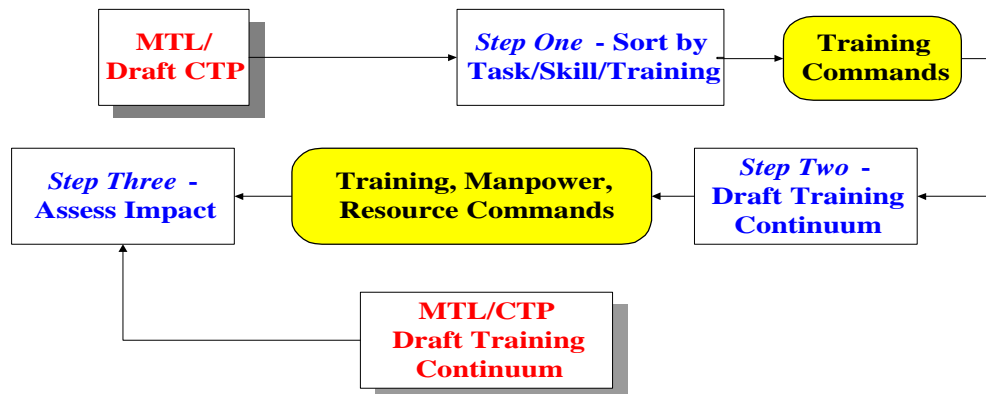 MTL/
Draft CTP
Step One - Sort by
Task/Skill/Training
Training
Commands
Step Three -
Assess Impact
Training, Manpower,
Resource Commands
Step Two -
Draft Training
Continuum
MTL/CTP
Draft Training
Continuum